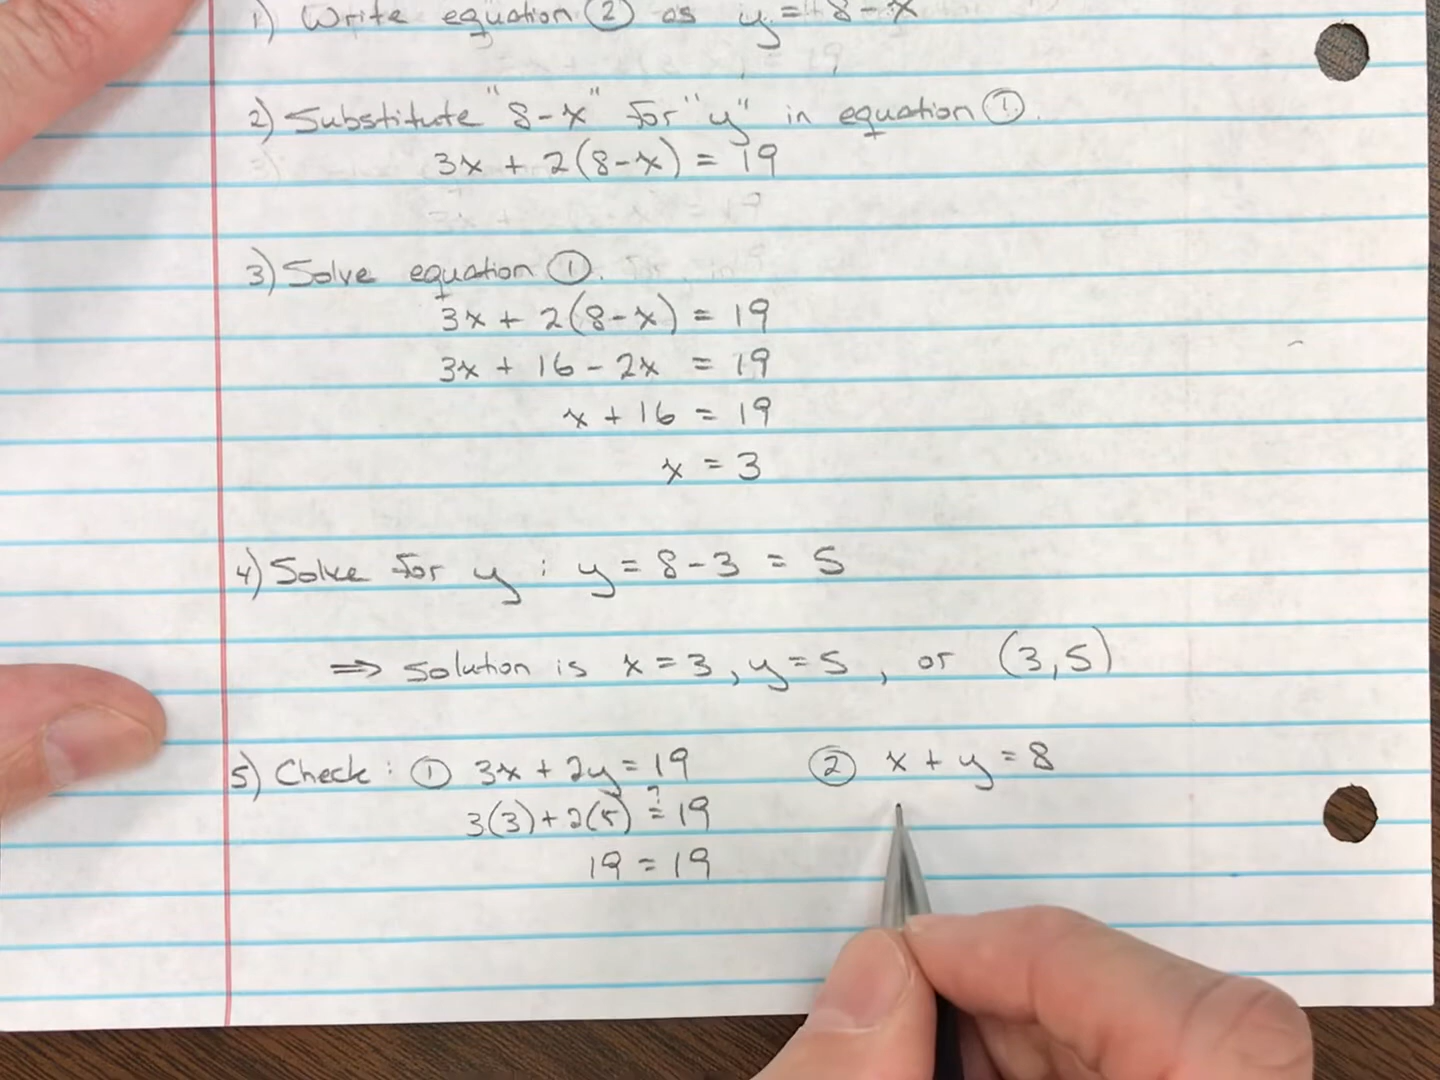 1) Write equation ② as y = 8 - x
2) Substitute "8-x" for "y" in equation ①.
3x + 2(8-x) = 19
3) Solve equation ①.
3x + 2(8-x) = 19
3x + 16 - 2x = 19
x + 16 = 19
x = 3
4) Solve for y : y = 8 - 3 = 5
⇒ solution is x = 3, y = 5, or (3,5)
5) Check: ① 3x + 2y = 19 ② x + y = 8
3(3) + 2(5) ≟ 19
19 = 19